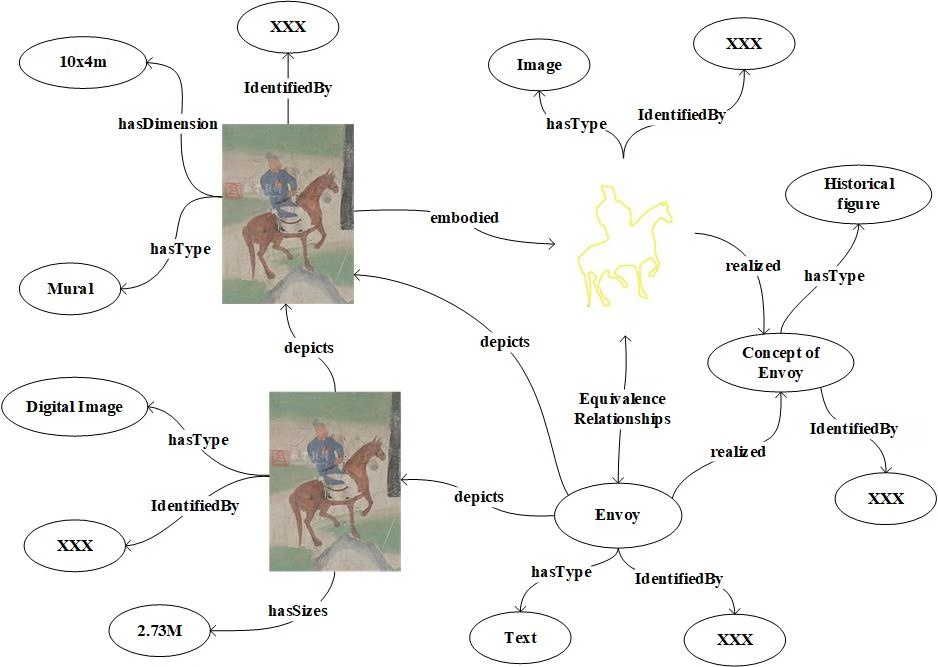 XXX
10x4m
XXX
Image
IdentifiedBy
IdentifiedBy
hasDimension
hasType
Historical
figure
embodied
hasType
realized
hasType
Mural
depicts
depicts
Concept of
Envoy
Equivalence
Relationships
Digital Image
hasType
IdentifiedBy
realized
IdentifiedBy
depicts
XXX
Envoy
XXX
hasType
IdentifiedBy
hasSizes
2.73M
Text
XXX